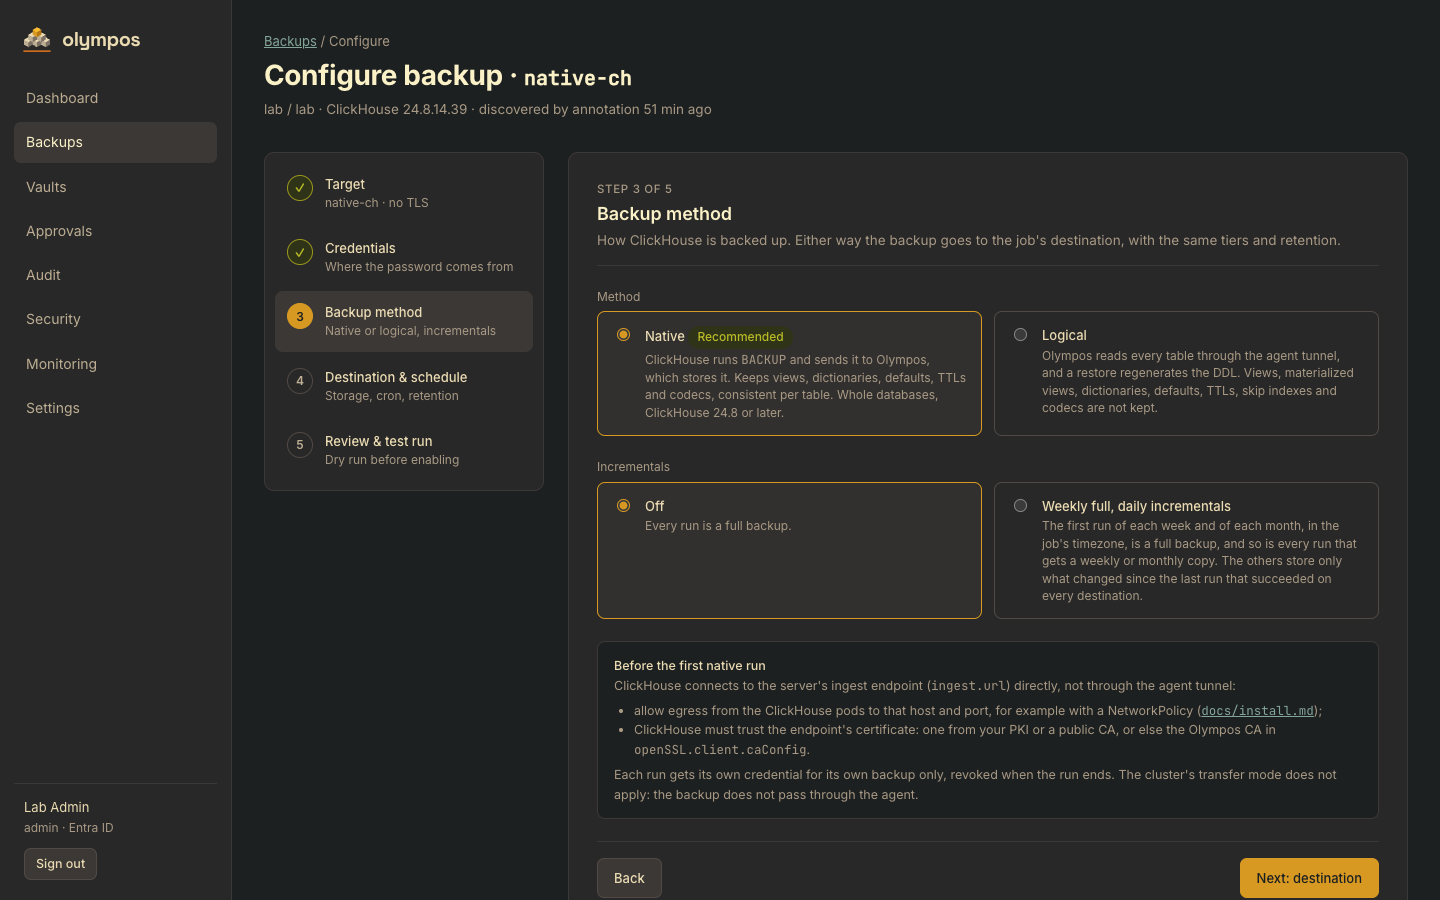 olympos
Dashboard
Backups
Vaults
Approvals
Audit
Security
Monitoring
Settings
Lab Admin
admin · Entra ID
Sign out
Backups / Configure
Configure backup · native-ch
lab / lab · ClickHouse 24.8.14.39 · discovered by annotation 51 min ago
Target
native-ch · no TLS
Credentials
Where the password comes from
3
Backup method
Native or logical, incrementals
4
Destination & schedule
Storage, cron, retention
5
Review & test run
Dry run before enabling
STEP 3 OF 5
Backup method
How ClickHouse is backed up. Either way the backup goes to the job's destination, with the same tiers and retention.
Method
Native Recommended
ClickHouse runs BACKUP and sends it to Olympos,
which stores it. Keeps views, dictionaries, defaults, TTLs
and codecs, consistent per table. Whole databases,
ClickHouse 24.8 or later.
Logical
Olympos reads every table through the agent tunnel,
and a restore regenerates the DDL. Views, materialized
views, dictionaries, defaults, TTLs, skip indexes and
codecs are not kept.
Incrementals
Off
Every run is a full backup.
Weekly full, daily incrementals
The first run of each week and of each month, in the
job's timezone, is a full backup, and so is every run that
gets a weekly or monthly copy. The others store only
what changed since the last run that succeeded on
every destination.
Before the first native run
ClickHouse connects to the server's ingest endpoint (ingest.url) directly, not through the agent tunnel:
• allow egress from the ClickHouse pods to that host and port, for example with a NetworkPolicy (docs/install.md);
• ClickHouse must trust the endpoint's certificate: one from your PKI or a public CA, or else the Olympos CA in
openSSL.client.caConfig.
Each run gets its own credential for its own backup only, revoked when the run ends. The cluster's transfer mode does not
apply: the backup does not pass through the agent.
Back
Next: destination